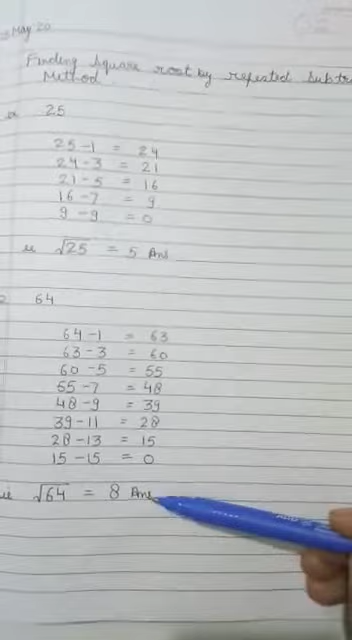 May 20
Finding square root by repeated Subtr
Method
25
25-1 = 24
24-3 = 21
21-5 = 16
16-7 = 9
9-9 = 0
√25 = 5 Ans
64
64-1 = 63
63-3 = 60
60-5 = 55
55-7 = 48
48-9 = 39
39-11 = 28
28-13 = 15
15-15 = 0
√64 = 8 Ans